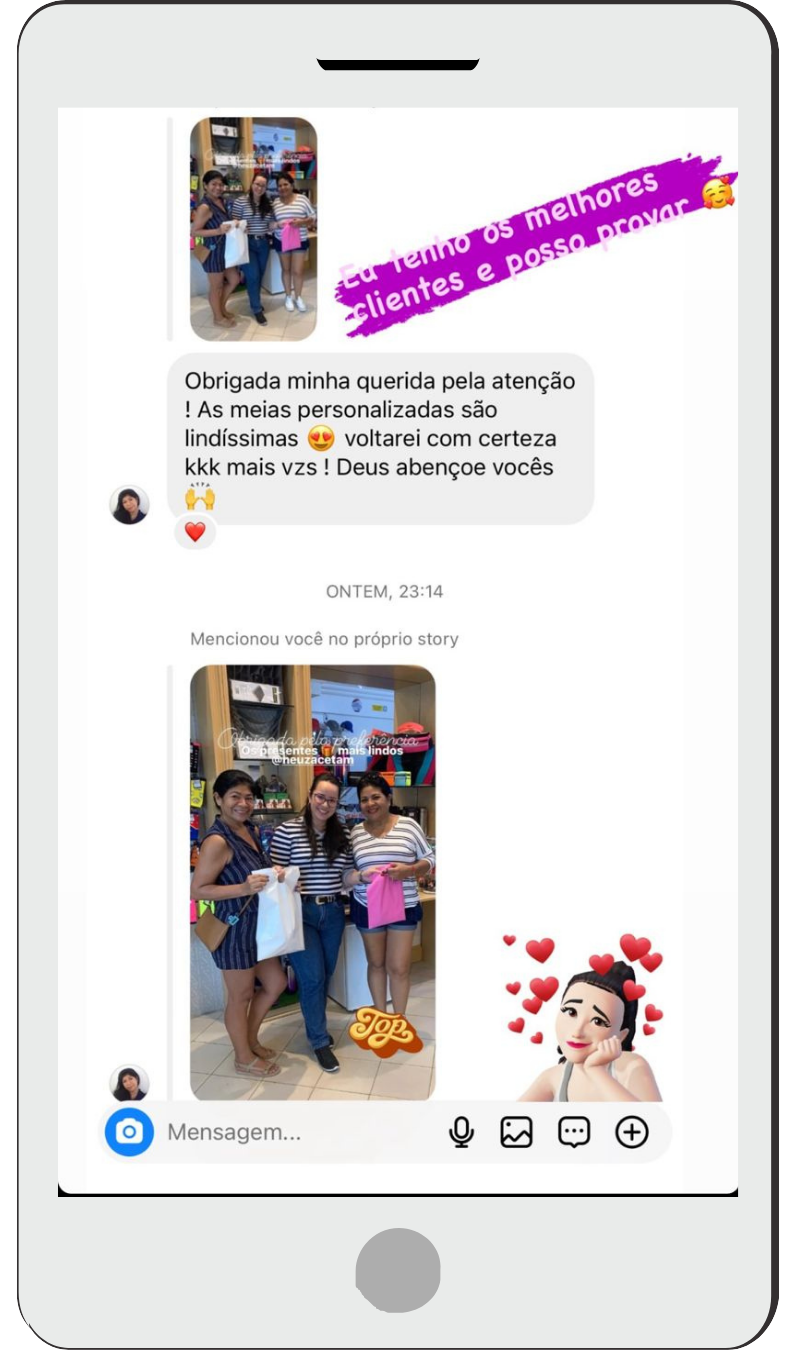 Eu tenho os melhores
clientes e posso provar 🥰
Obrigada minha querida pela atenção
! As meias personalizadas são
lindíssimas 😍 voltarei com certeza
kkk mais vzs ! Deus abençoe vocês
🙌
❤️
ONTEM, 23:14
Mencionou você no próprio story
Obrigada pela preferência
Os presentes 🎁 mais lindos
@neuzacetam
Top
Mensagem...